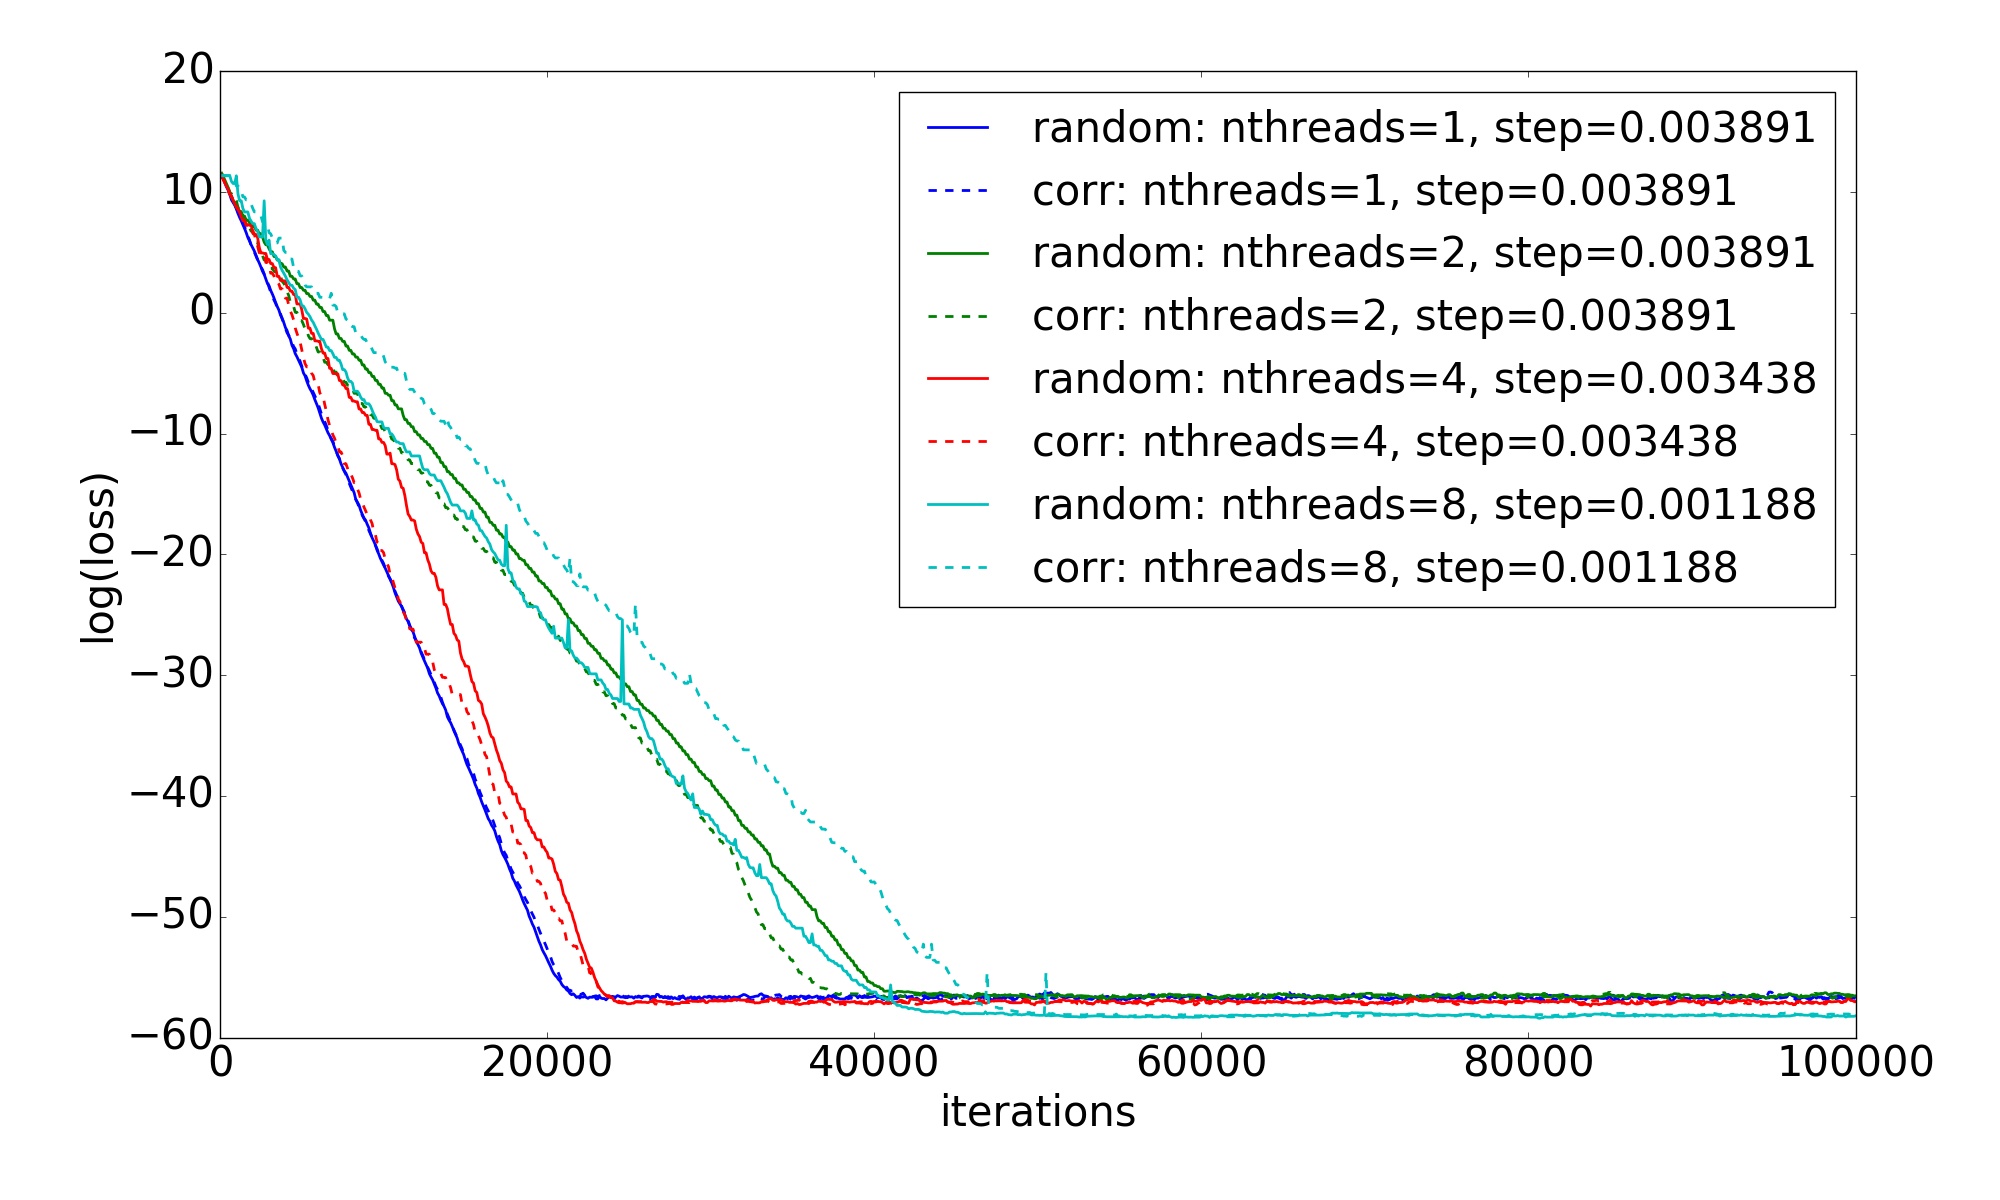 20
10
0
−10
−20
−30
−40
−50
−60
log(loss)
random: nthreads=1, step=0.003891
corr: nthreads=1, step=0.003891
random: nthreads=2, step=0.003891
corr: nthreads=2, step=0.003891
random: nthreads=4, step=0.003438
corr: nthreads=4, step=0.003438
random: nthreads=8, step=0.001188
corr: nthreads=8, step=0.001188
0 20000 40000 60000 80000 100000
iterations